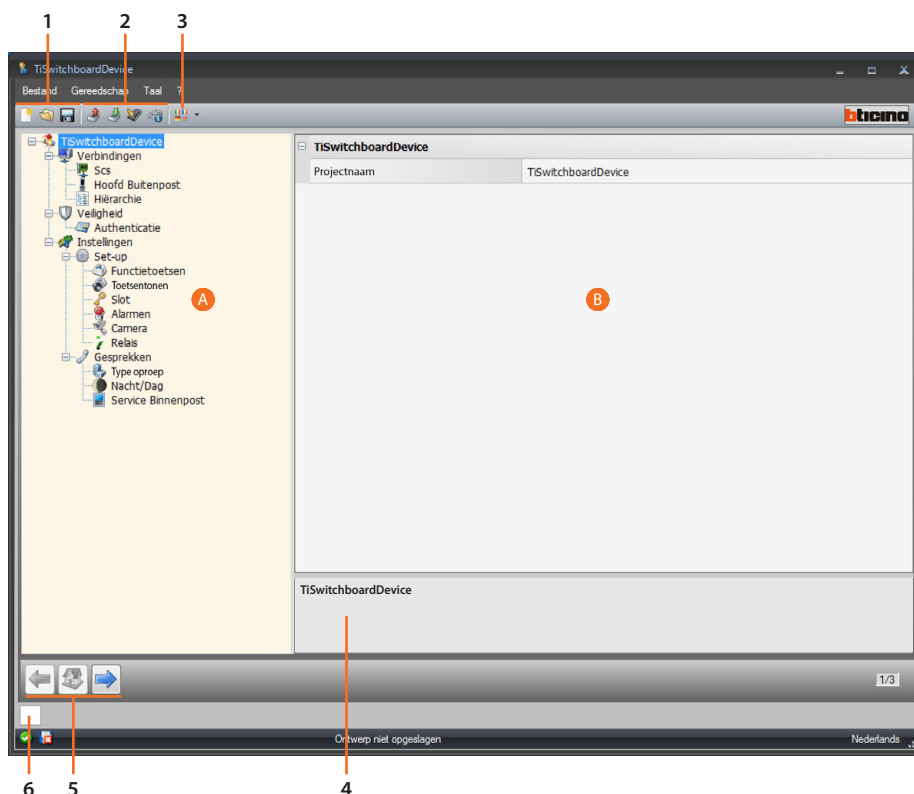 1 2 3
TiSwitchboardDevice
Bestand Gereedschap Taal ?
bticino
TiSwitchboardDevice
Verbindingen
Scs
Hoofd Buitenpost
Hiërarchie
Veiligheid
Authenticatie
Instellingen
Set-up
Functietoetsen
Toetsentonen
Slot
Alarmen
Camera
Relais
Gesprekken
Type oproep
Nacht/Dag
Service Binnenpost
A
TiSwitchboardDevice
Projectnaam TiSwitchboardDevice
B
TiSwitchboardDevice
1/3
Ontwerp niet opgeslagen Nederlands
6 5 4